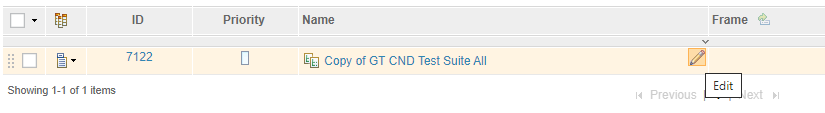 ID Priority Name Frame
7122 Copy of GT CND Test Suite All
Showing 1-1 of 1 items Previous Next
Edit